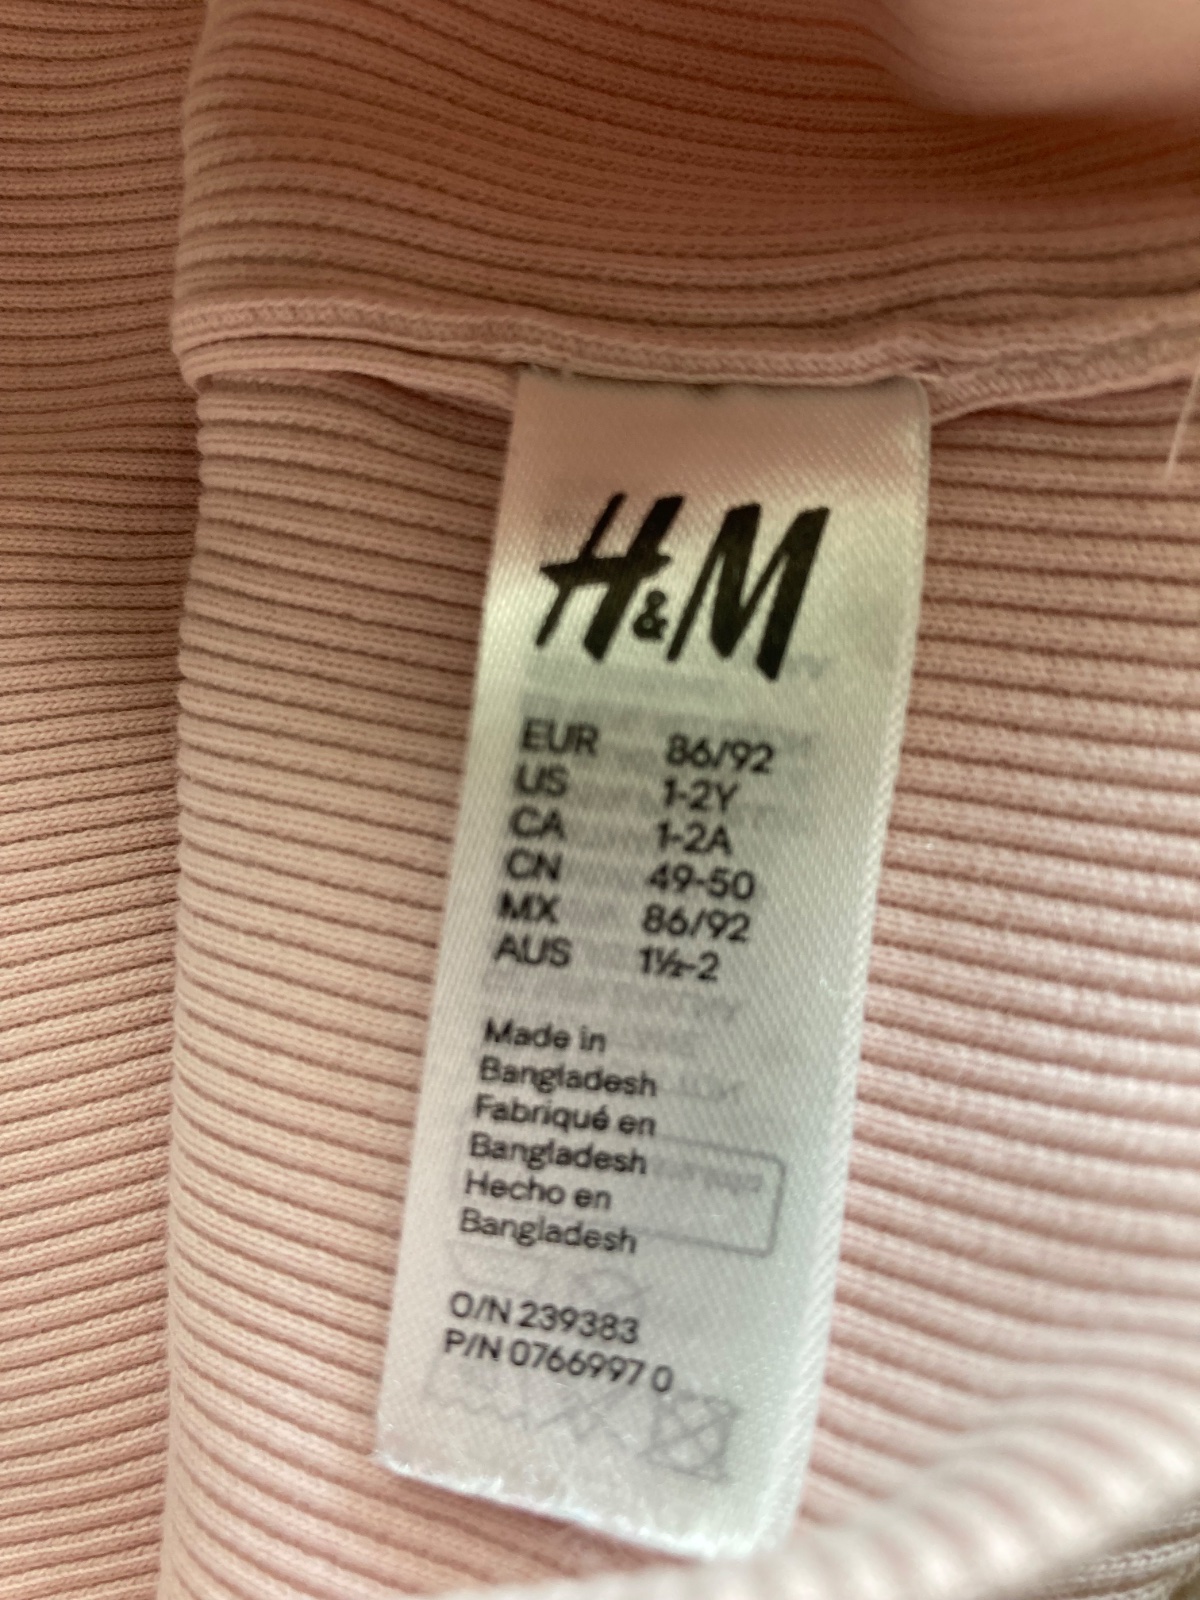 H&M
EUR 86/92
US 1-2Y
CA 1-2A
CN 49-50
MX 86/92
AUS 1½-2
Made in
Bangladesh
Fabriqué en
Bangladesh
Hecho en
Bangladesh
O/N 239383
P/N 0766997 0